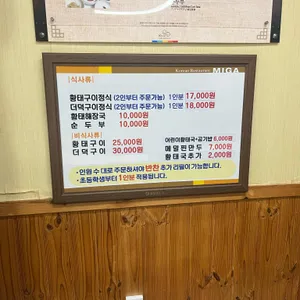 Korean Restaurant MIGA
|식사류|
황태구이정식 (2인부터 주문가능) 1인분 17,000원
더덕구이정식 (2인부터 주문가능) 1인분 18,000원
황태해장국 10,000원
순두부 10,000원
|비식사류|
황태구이 25,000원
더덕구이 30,000원
어린이황태국+공기밥 6,000원
메밀찐만두 7,000원
황태국추가 2,000원
• 인원 수 대로 주문하셔야 반찬 추가 리필이 가능합니다.
• 초등학생부터 1인분 적용됩니다.